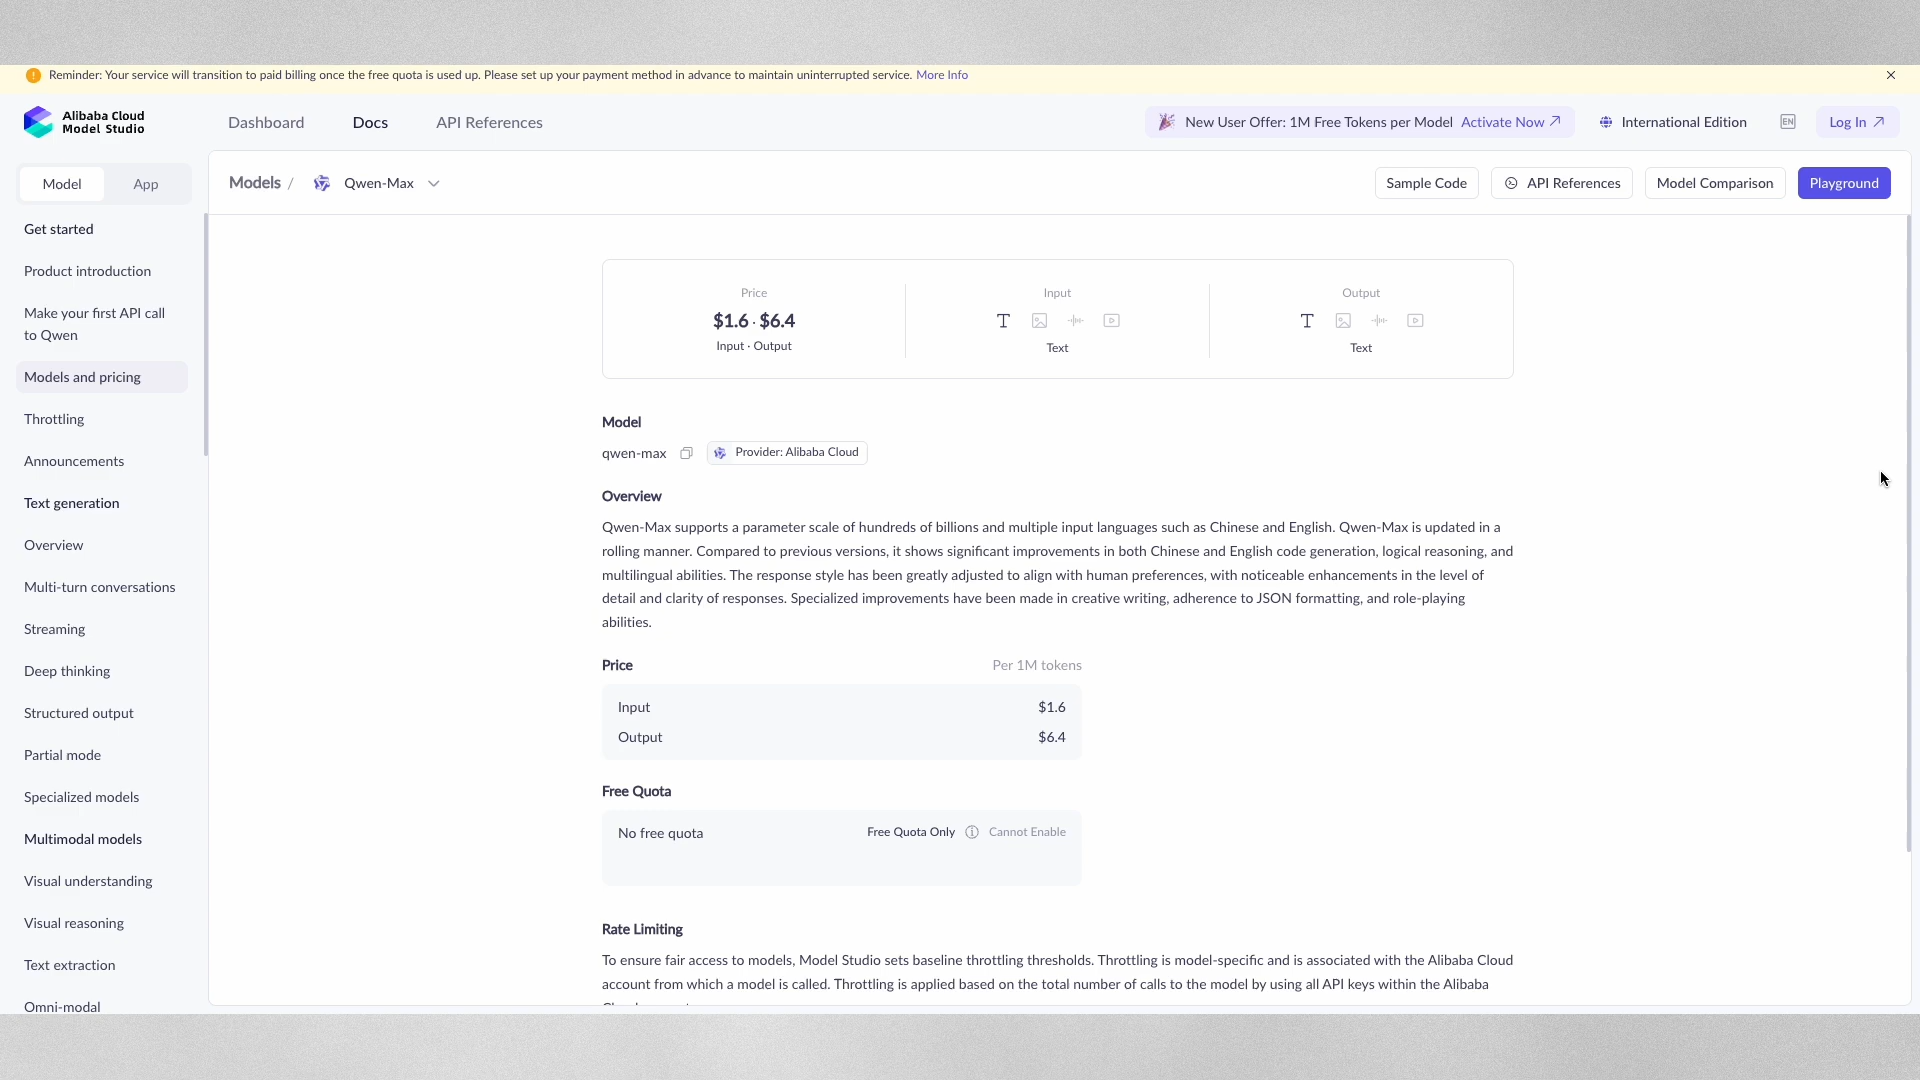 Reminder: Your service will transition to paid billing once the free quota is used up. Please set up your payment method in advance to maintain uninterrupted service. More Info
Alibaba Cloud
Model Studio
Dashboard
Docs
API References
New User Offer: 1M Free Tokens per Model Activate Now
International Edition
EN
Log In
Model
App
Models /
Qwen-Max
Sample Code
API References
Model Comparison
Playground
Get started
Product introduction
Make your first API call
to Qwen
Models and pricing
Throttling
Announcements
Text generation
Overview
Multi-turn conversations
Streaming
Deep thinking
Structured output
Partial mode
Specialized models
Multimodal models
Visual understanding
Visual reasoning
Text extraction
Omni-modal
Price
$1.6 · $6.4
Input · Output
Input
T
Text
Output
T
Text
Model
qwen-max
Provider: Alibaba Cloud
Overview
Qwen-Max supports a parameter scale of hundreds of billions and multiple input languages such as Chinese and English. Qwen-Max is updated in a
rolling manner. Compared to previous versions, it shows significant improvements in both Chinese and English code generation, logical reasoning, and
multilingual abilities. The response style has been greatly adjusted to align with human preferences, with noticeable enhancements in the level of
detail and clarity of responses. Specialized improvements have been made in creative writing, adherence to JSON formatting, and role-playing
abilities.
Price
Per 1M tokens
Input
$1.6
Output
$6.4
Free Quota
No free quota
Free Quota Only
Cannot Enable
Rate Limiting
To ensure fair access to models, Model Studio sets baseline throttling thresholds. Throttling is model-specific and is associated with the Alibaba Cloud
account from which a model is called. Throttling is applied based on the total number of calls to the model by using all API keys within the Alibaba